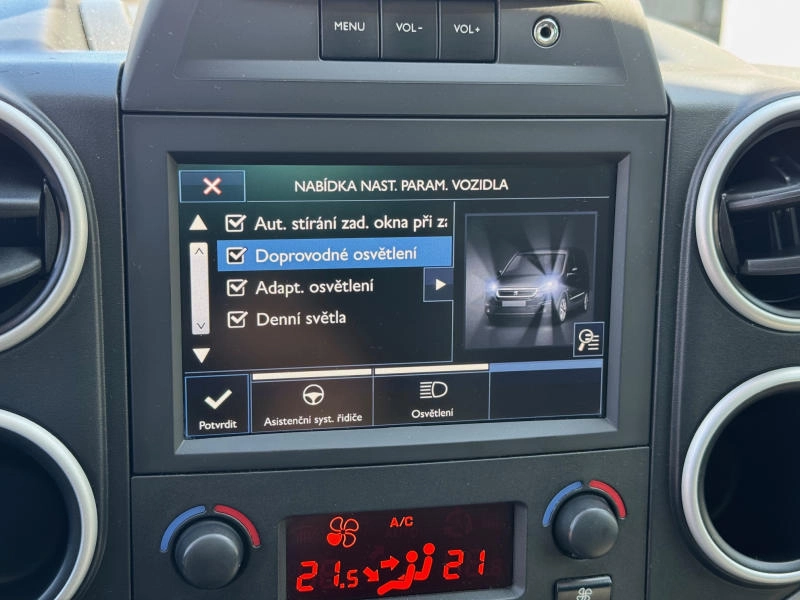 MENU VOL- VOL+
NABÍDKA NAST. PARAM. VOZIDLA
Aut. stírání zad. okna při
Doprovodné osvětlení
Adapt. osvětlení
Denní světla
Potvrdit
Asistenční syst. řidiče
Osvětlení
A/C
21.5 21